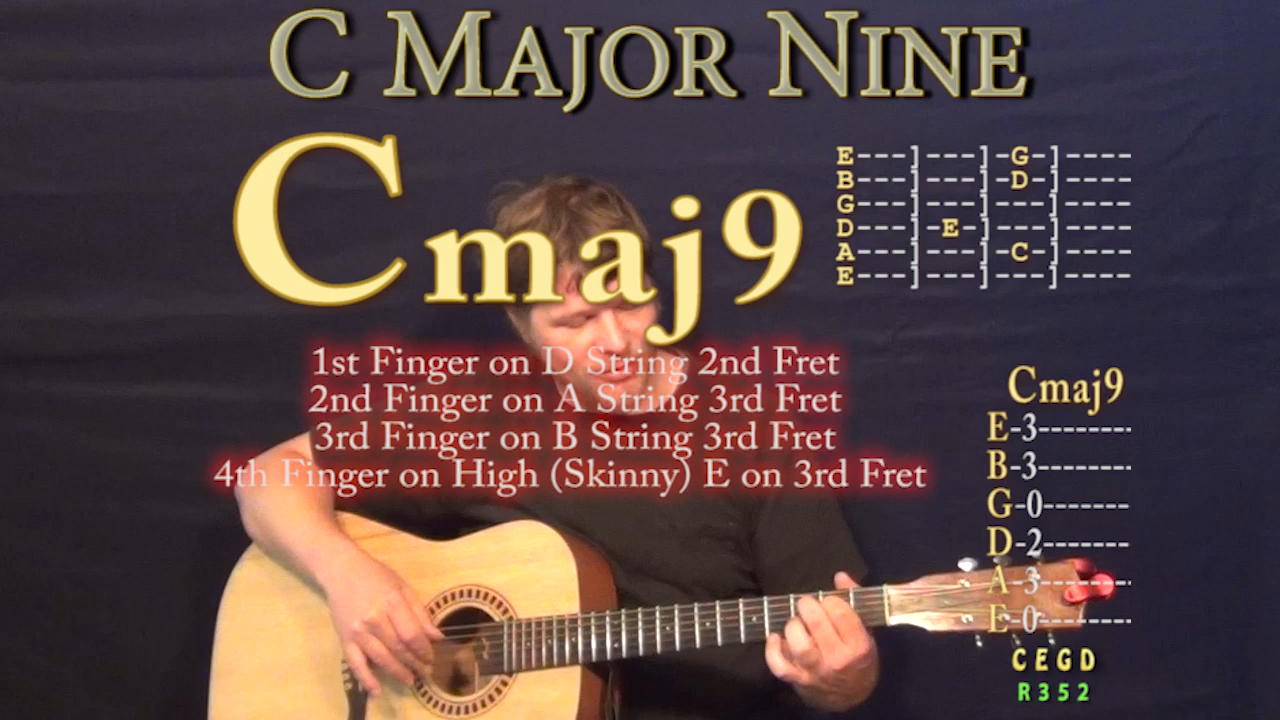 C Major Nine
Cmaj9
E---]---]-G-]----
B---]---]-D-]----
G---]---]---]----
D---]-E-]---]----
A---]---]-C-]----
E---]---]---]----
1st Finger on D String 2nd Fret
2nd Finger on A String 3rd Fret
3rd Finger on B String 3rd Fret
4th Finger on High (Skinny) E on 3rd Fret
Cmaj9
E-3--------
B-3--------
G-0-------
D-2--------
A-3--------
E-0--------
C E G D
R 3 5 2